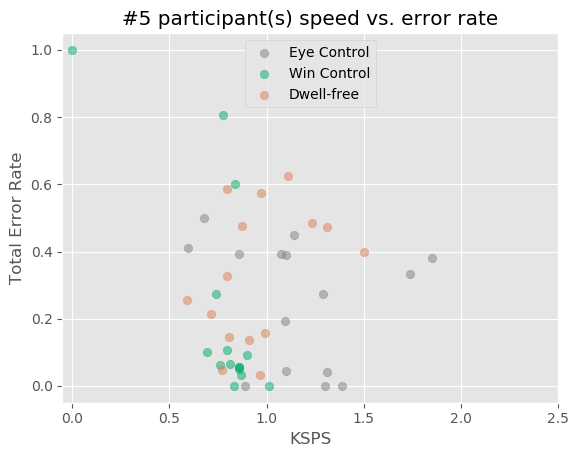 #5 participant(s) speed vs. error rate
Eye Control
Win Control
Dwell-free
Total Error Rate
1.0
0.8
0.6
0.4
0.2
0.0
0.0 0.5 1.0 1.5 2.0 2.5
KSPS